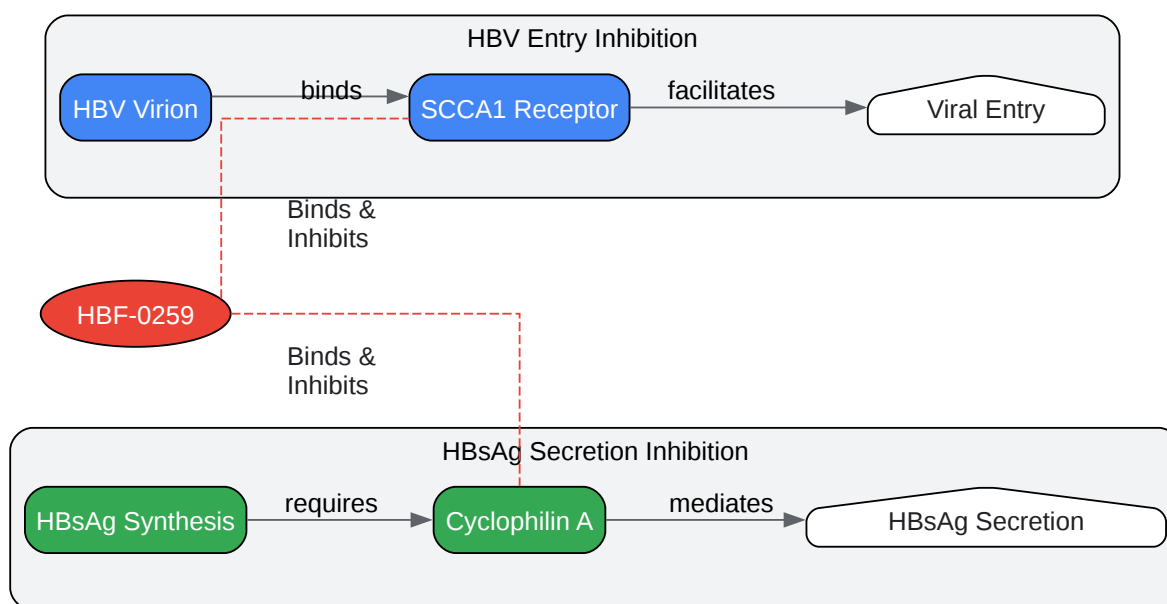 HBV Entry Inhibition
HBV Virion
binds
SCCA1 Receptor
facilitates
Viral Entry
Binds &
Inhibits
HBF-0259
Binds &
Inhibits
HBsAg Secretion Inhibition
HBsAg Synthesis
requires
Cyclophilin A
mediates
HBsAg Secretion